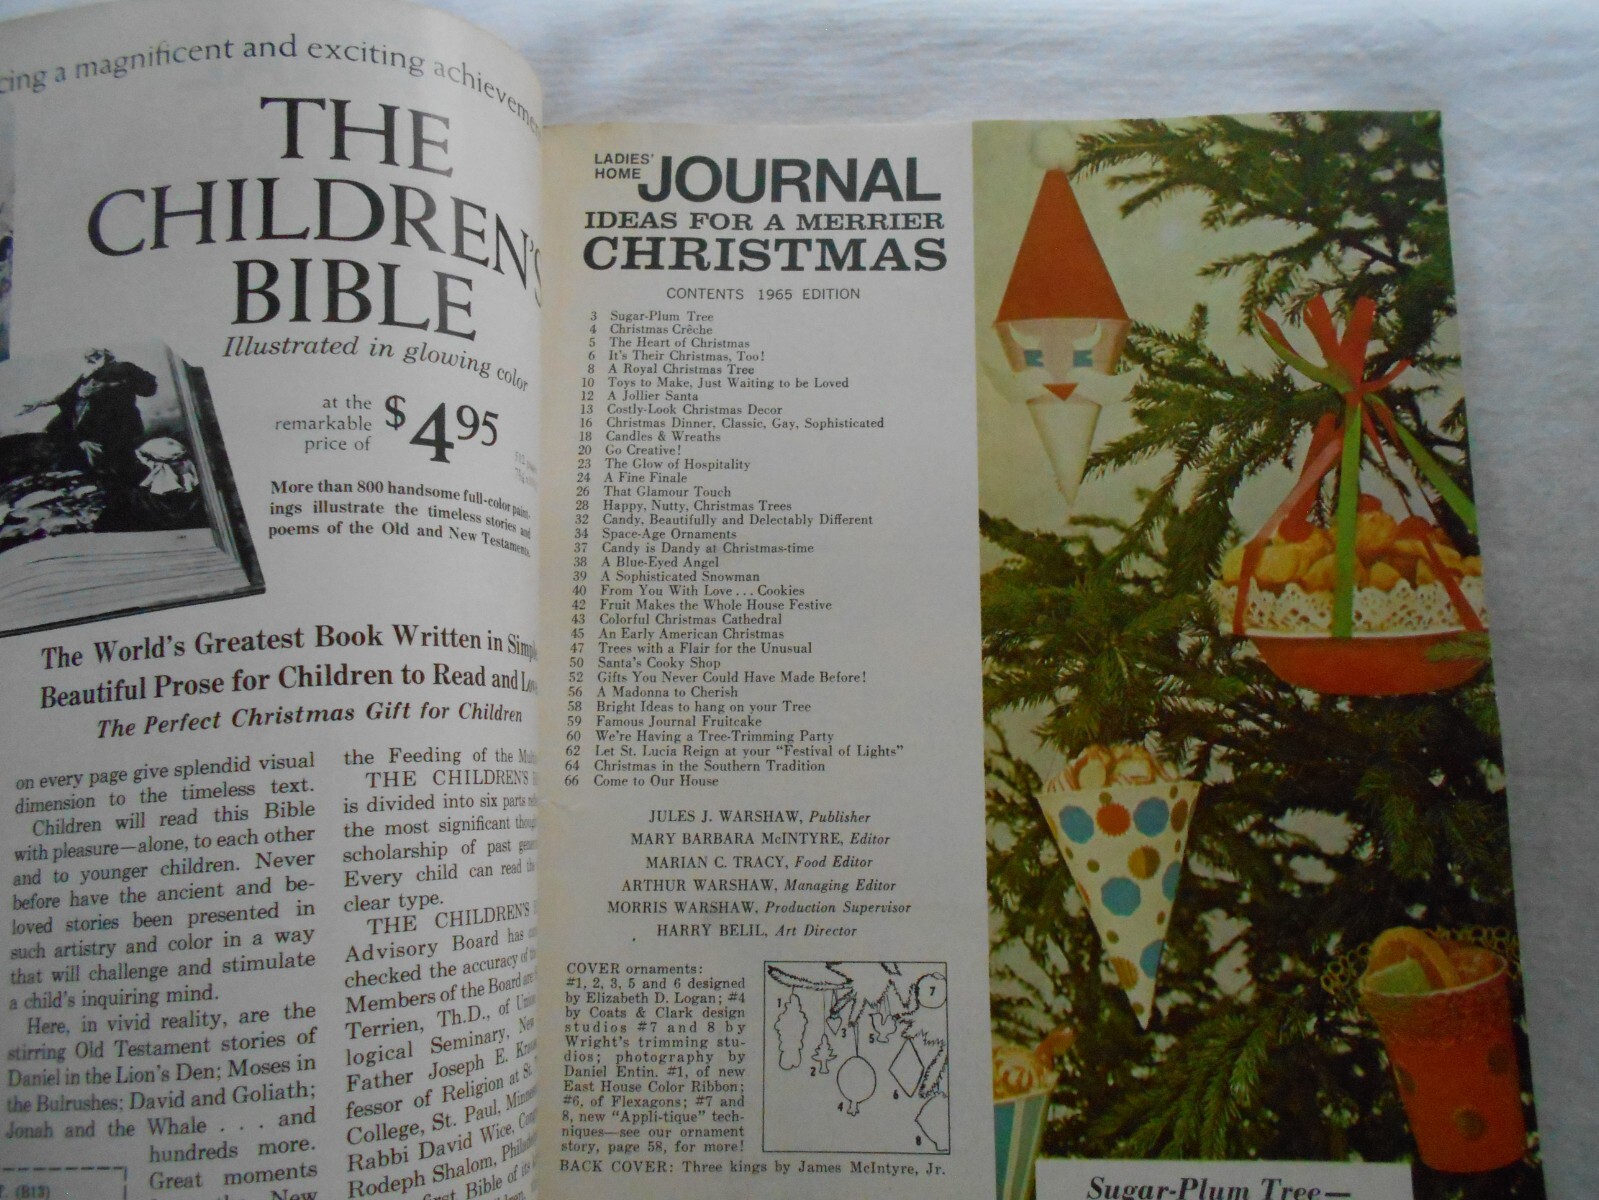 cing a magnificent and exciting achieveme
THE
CHILDREN'S
BIBLE
Illustrated in glowing color
at the
remarkable
price of
$4.95
More than 800 handsome full-color paint-
ings illustrate the timeless stories and
poems of the Old and New Testaments.
The World's Greatest Book Written in Simple
Beautiful Prose for Children to Read and Love
The Perfect Christmas Gift for Children
on every page give splendid visual
dimension to the timeless text.
Children will read this Bible
with pleasure—alone, to each other
and to younger children. Never
before have the ancient and be-
loved stories been presented in
such artistry and color in a way
that will challenge and stimulate
a child's inquiring mind.
Here, in vivid reality, are the
stirring Old Testament stories of
Daniel in the Lion's Den; Moses in
the Bulrushes; David and Goliath;
Jonah and the Whale . . . and
hundreds more.
Great moments
New
T. (B13)
the Feeding of the
THE CHILDREN'S
is divided into six parts
the most significant
scholarship of past
Every child can read
clear type.
THE CHILDREN'S
Advisory Board has
checked the accuracy of
Members of the Board
Terrien, Th.D., of Union
logical Seminary, New
Father Joseph E.
fessor of Religion at St.
College, St. Paul,
Rabbi David Wice,
Rodeph Shalom,
first Bible of its
LADIES'
HOME
JOURNAL
IDEAS FOR A MERRIER
CHRISTMAS
CONTENTS 1965 EDITION
3 Sugar-Plum Tree
4 Christmas Crêche
5 The Heart of Christmas
6 It's Their Christmas, Too!
8 A Royal Christmas Tree
10 Toys to Make, Just Waiting to be Loved
12 A Jollier Santa
13 Costly-Look Christmas Decor
16 Christmas Dinner, Classic, Gay, Sophisticated
18 Candles & Wreaths
20 Go Creative!
23 The Glow of Hospitality
24 A Fine Finale
26 That Glamour Touch
28 Happy, Nutty, Christmas Trees
32 Candy, Beautifully and Delectably Different
34 Space-Age Ornaments
37 Candy is Dandy at Christmas-time
38 A Blue-Eyed Angel
39 A Sophisticated Snowman
40 From You With Love . . . Cookies
42 Fruit Makes the Whole House Festive
43 Colorful Christmas Cathedral
45 An Early American Christmas
47 Trees with a Flair for the Unusual
50 Santa's Cooky Shop
52 Gifts You Never Could Have Made Before!
56 A Madonna to Cherish
58 Bright Ideas to hang on your Tree
59 Famous Journal Fruitcake
60 We're Having a Tree-Trimming Party
62 Let St. Lucia Reign at your "Festival of Lights"
64 Christmas in the Southern Tradition
66 Come to Our House
JULES J. WARSHAW, Publisher
MARY BARBARA McINTYRE, Editor
MARIAN C. TRACY, Food Editor
ARTHUR WARSHAW, Managing Editor
MORRIS WARSHAW, Production Supervisor
HARRY BELIL, Art Director
COVER ornaments:
#1, 2, 3, 5 and 6 designed
by Elizabeth D. Logan; #4
by Coats & Clark design
studios #7 and 8 by
Wright's trimming stu-
dios; photography by
Daniel Entin. #1, of new
East House Color Ribbon;
#6, of Flexagons; #7 and
8, new "Appli-tique" tech-
niques—see our ornament
story, page 58, for more!
BACK COVER: Three kings by James McIntyre, Jr.
1
2
3
4
5
6
7
8
Sugar-Plum Tree—